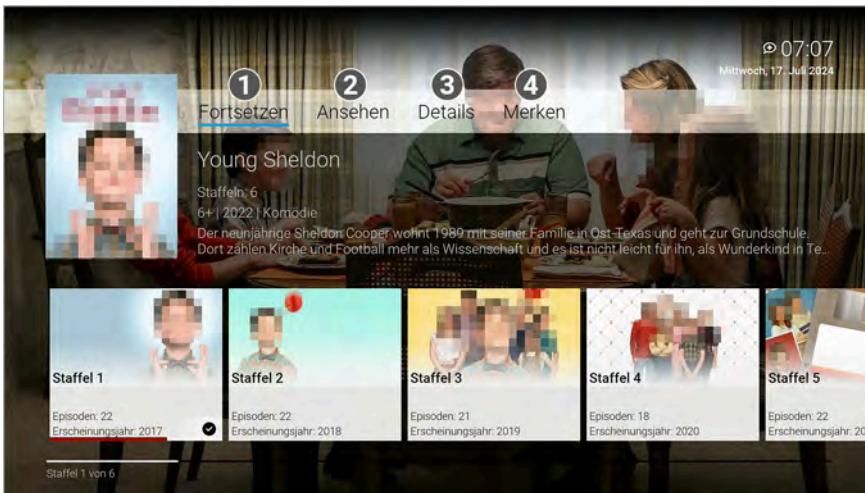 07:07
Mittwoch, 17. Juli 2024
1 2 3 4
Fortsetzen Ansehen Details Merken
Young Sheldon
Staffeln: 6
6+ | 2022 | Komödie
Der neunjährige Sheldon Cooper wohnt 1989 mit seiner Familie in Ost-Texas und geht zur Grundschule.
Dort zählen Kirche und Football mehr als Wissenschaft und es ist nicht leicht für ihn, als Wunderkind in Te...
Staffel 1 Staffel 2 Staffel 3 Staffel 4 Staffel 5
Episoden: 22 Episoden: 22 Episoden: 21 Episoden: 18 Episoden: 22
Erscheinungsjahr: 2017 Erscheinungsjahr: 2018 Erscheinungsjahr: 2019 Erscheinungsjahr: 2020 Erscheinungsjahr: 20
Staffel 1 von 6